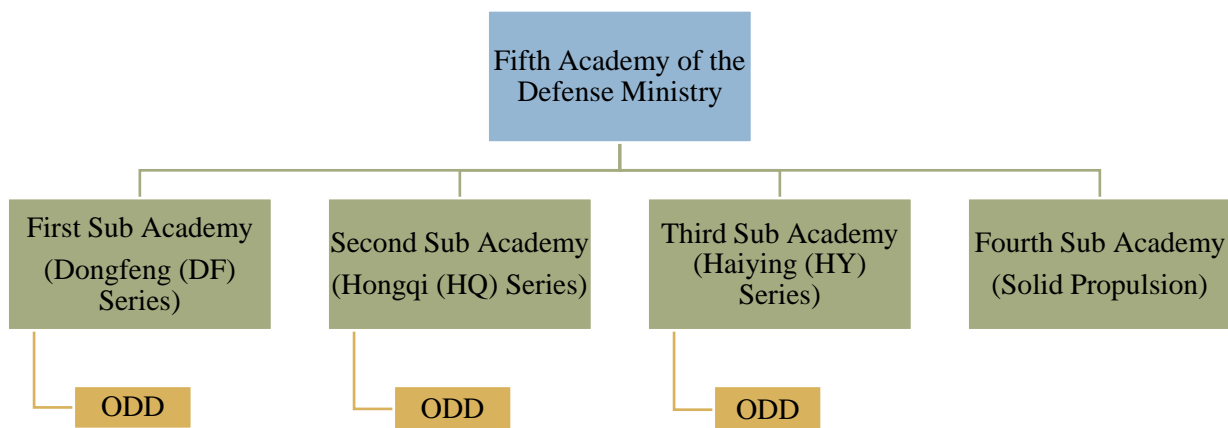 Fifth Academy of the
Defense Ministry
First Sub Academy
(Dongfeng (DF)
Series)
Second Sub Academy
(Hongqi (HQ) Series)
Third Sub Academy
(Haiying (HY)
Series)
Fourth Sub Academy
(Solid Propulsion)
ODD
ODD
ODD